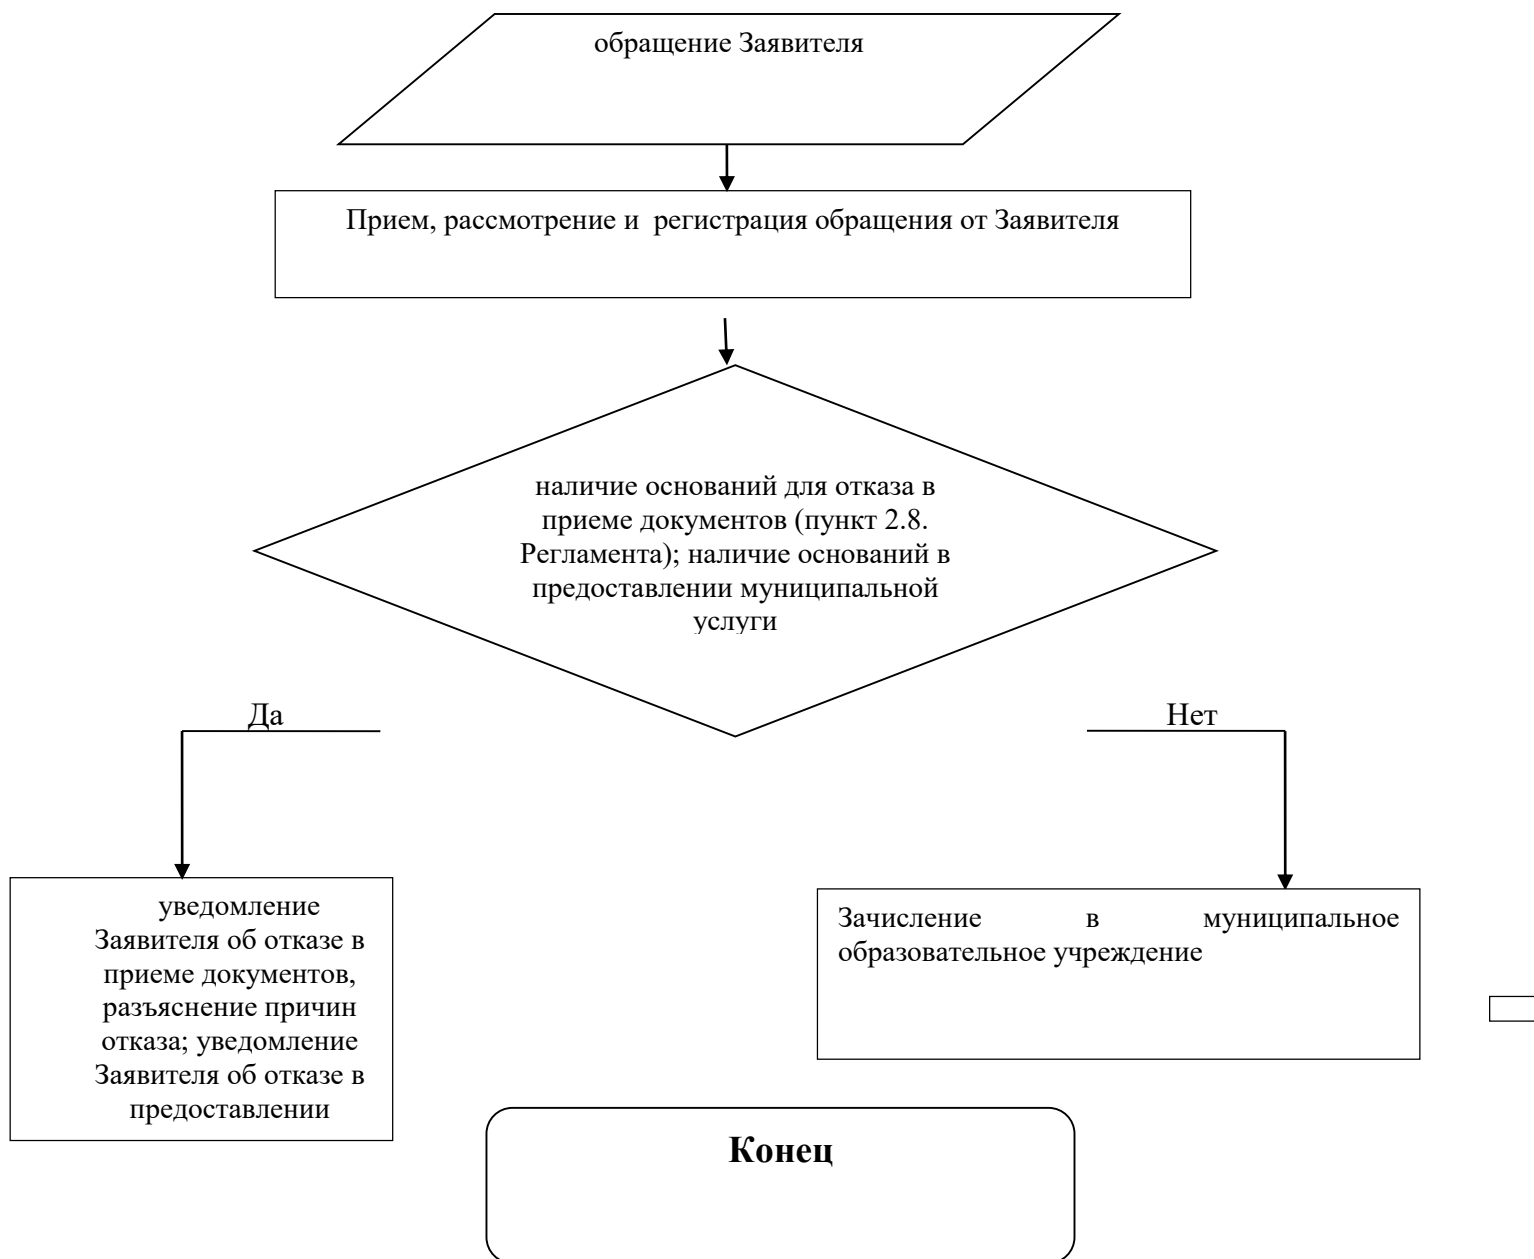 обращение Заявителя
Прием, рассмотрение и  регистрация обращения от Заявителя
наличие оснований для отказа в
приеме документов (пункт 2.8.
Регламента); наличие оснований в
предоставлении муниципальной
услуги
Да
Нет
уведомление
Заявителя об отказе в
приеме документов,
разъяснение причин
отказа; уведомление
Заявителя об отказе в
предоставлении
Зачисление в муниципальное
образовательное учреждение
Конец